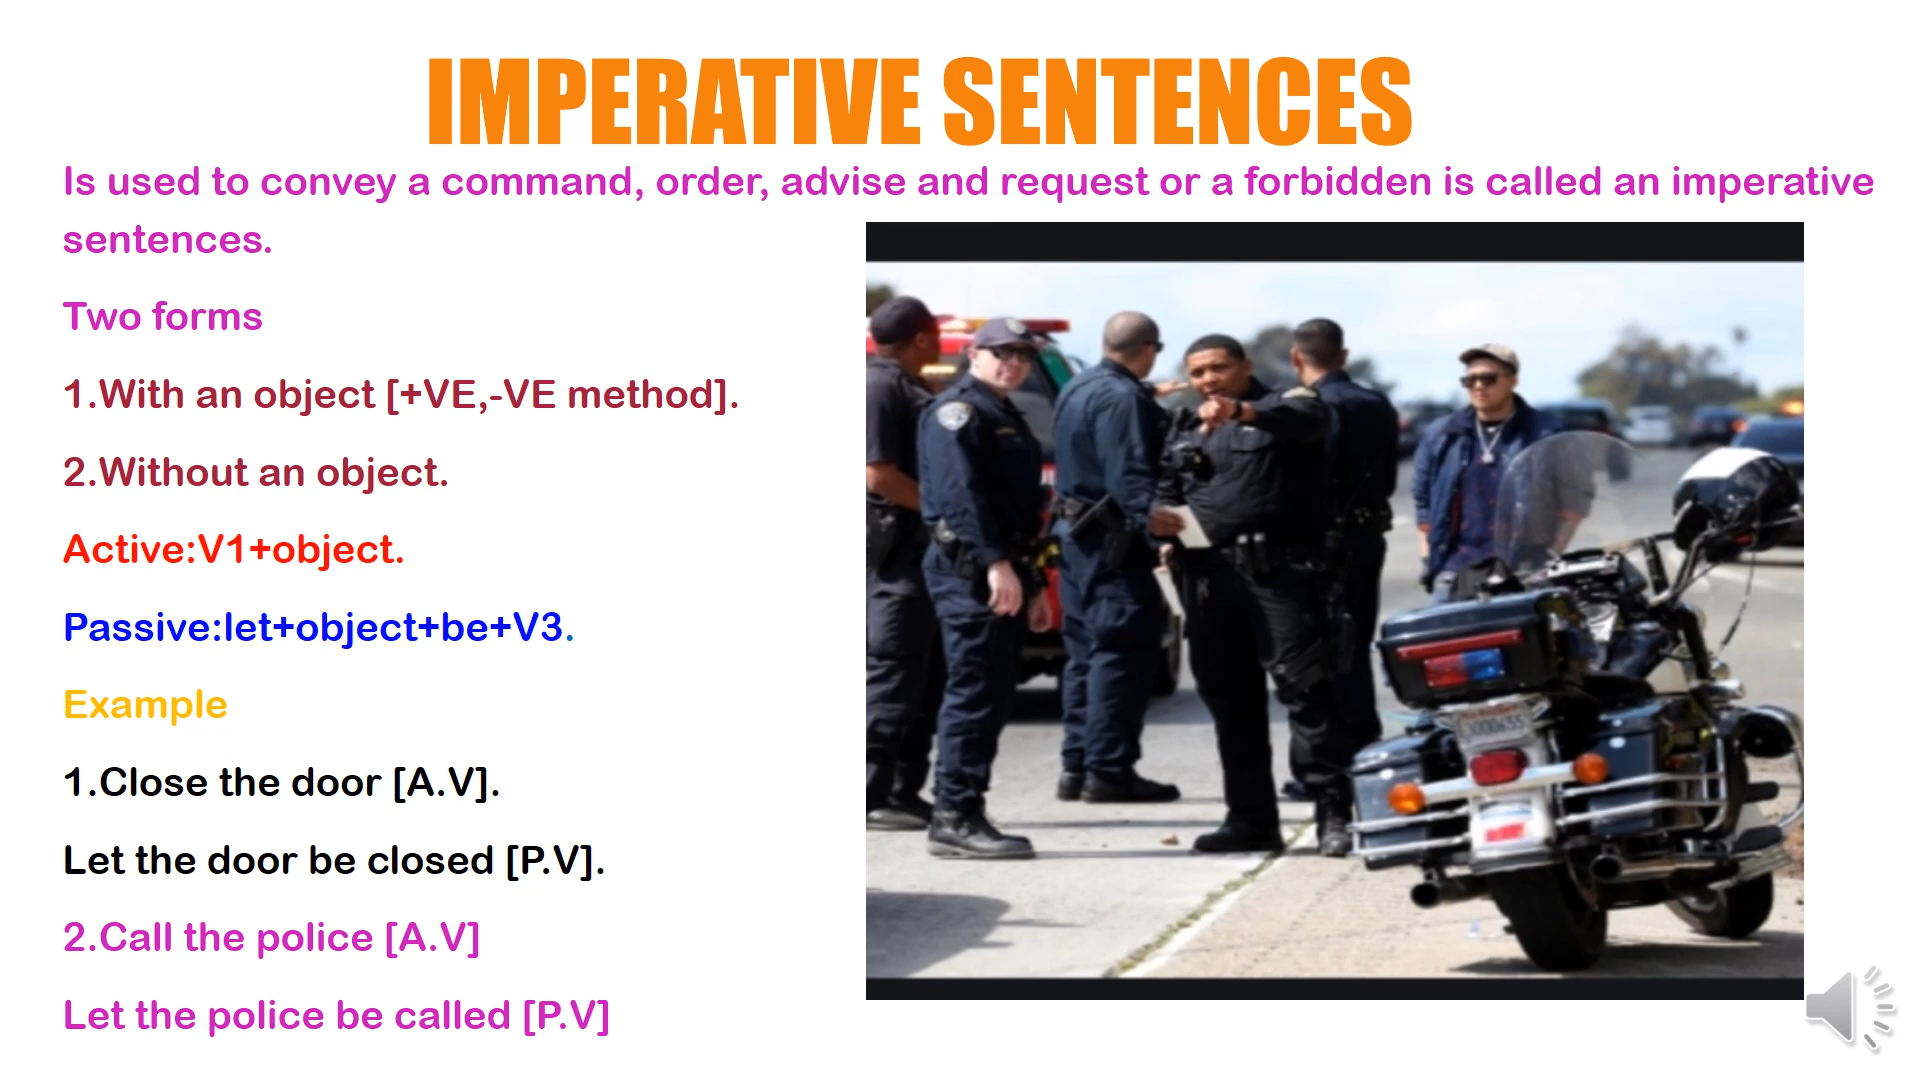 IMPERATIVE SENTENCES
Is used to convey a command, order, advise and request or a forbidden is called an imperative
sentences.
Two forms
1.With an object [+VE,-VE method].
2.Without an object.
Active:V1+object.
Passive:let+object+be+V3.
Example
1.Close the door [A.V].
Let the door be closed [P.V].
2.Call the police [A.V]
Let the police be called [P.V]